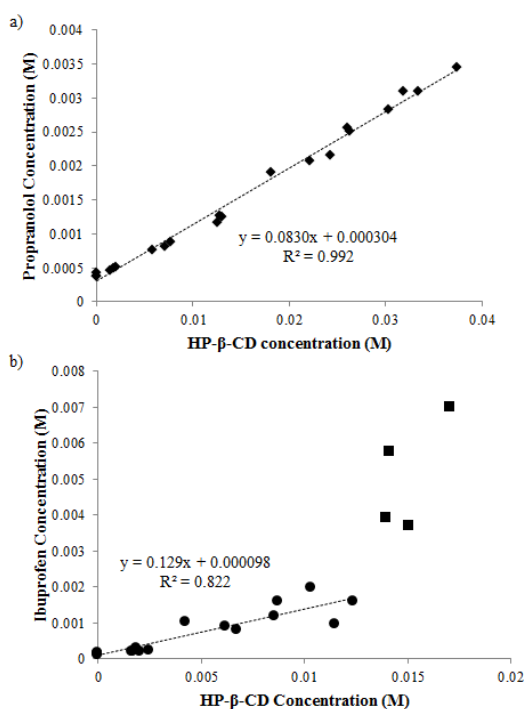 a)
Propranolol Concentration (M)
0.004
0.0035
0.003
0.0025
0.002
0.0015
0.001
0.0005
0
y = 0.0830x + 0.000304
R² = 0.992
0 0.01 0.02 0.03 0.04
HP-β-CD concentration (M)
b)
Ibuprofen Concentration (M)
0.008
0.007
0.006
0.005
0.004
0.003
0.002
0.001
0
y = 0.129x + 0.000098
R² = 0.822
0 0.005 0.01 0.015 0.02
HP-β-CD Concentration (M)